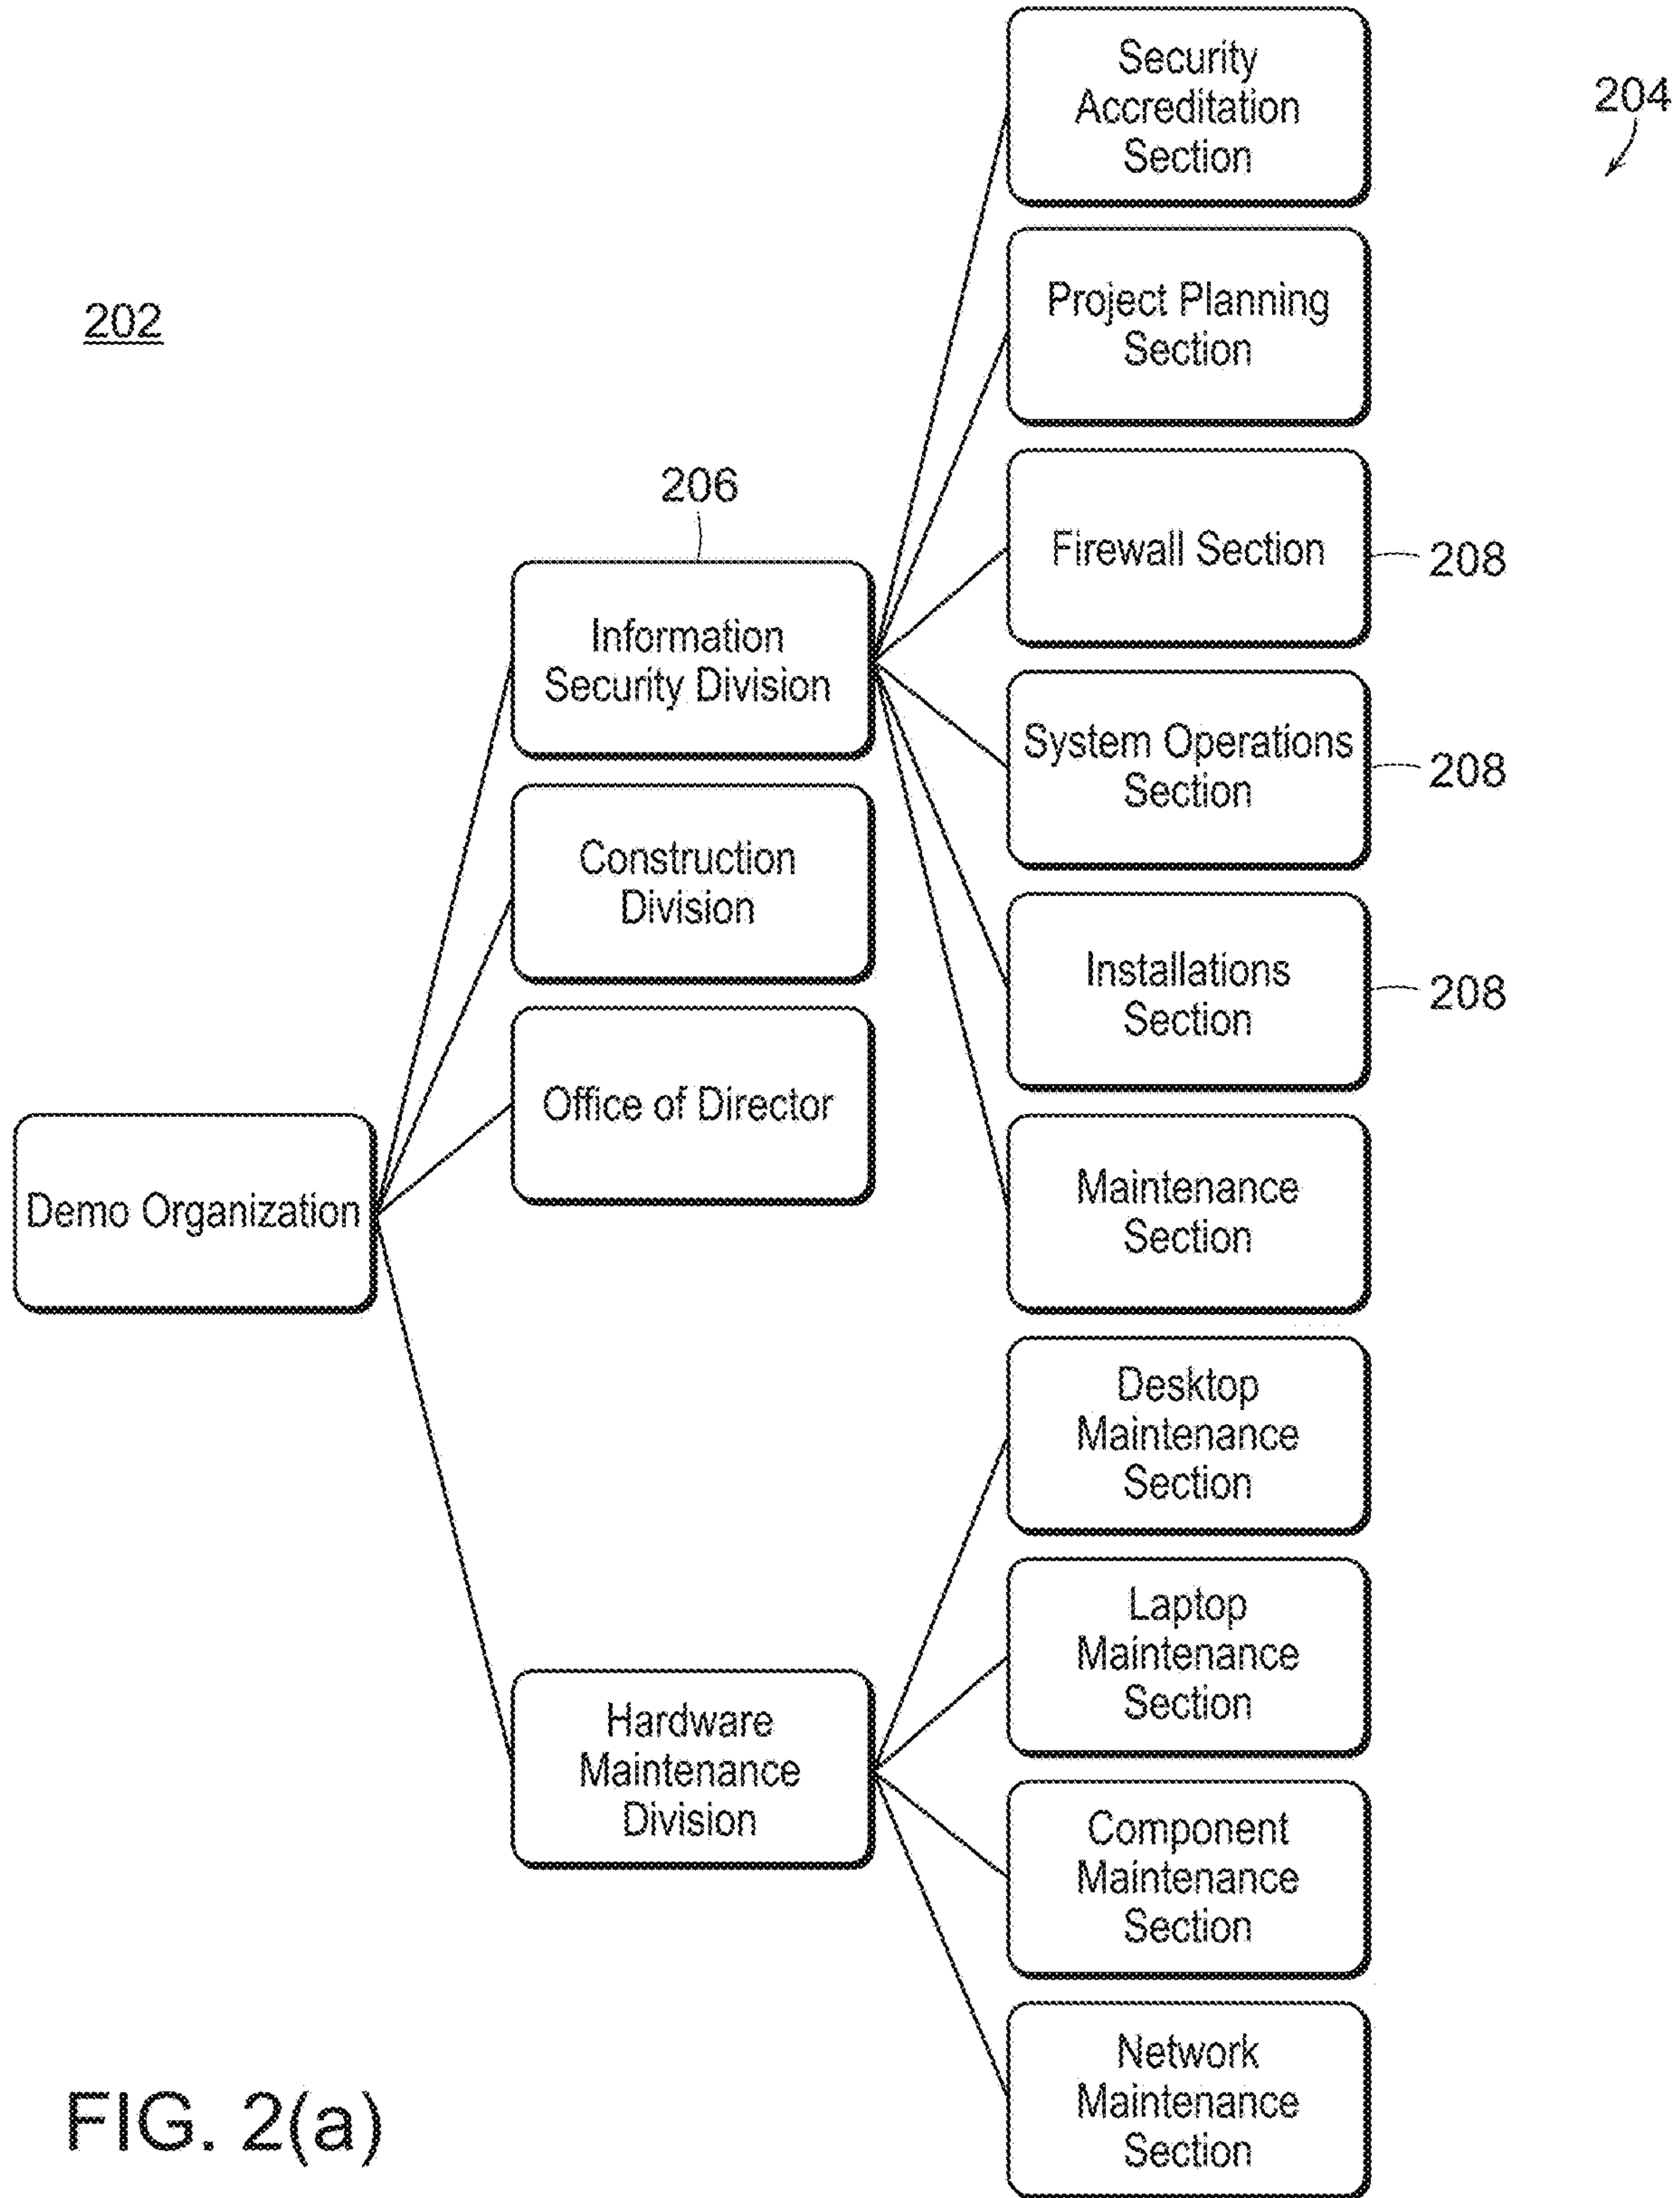 Security
Accreditation
Section
204
Project Planning
Section
202
206
Firewall Section
208
Information
Security Division
System Operations
Section
208
Construction
Division
Installations
Section
208
Office of Director
Demo Organization
Maintenance
Section
Desktop
Maintenance
Section
Laptop
Maintenance
Section
Hardware
Maintenance
Division
Component
Maintenance
Section
Network
Maintenance
Section
FIG. 2(a)